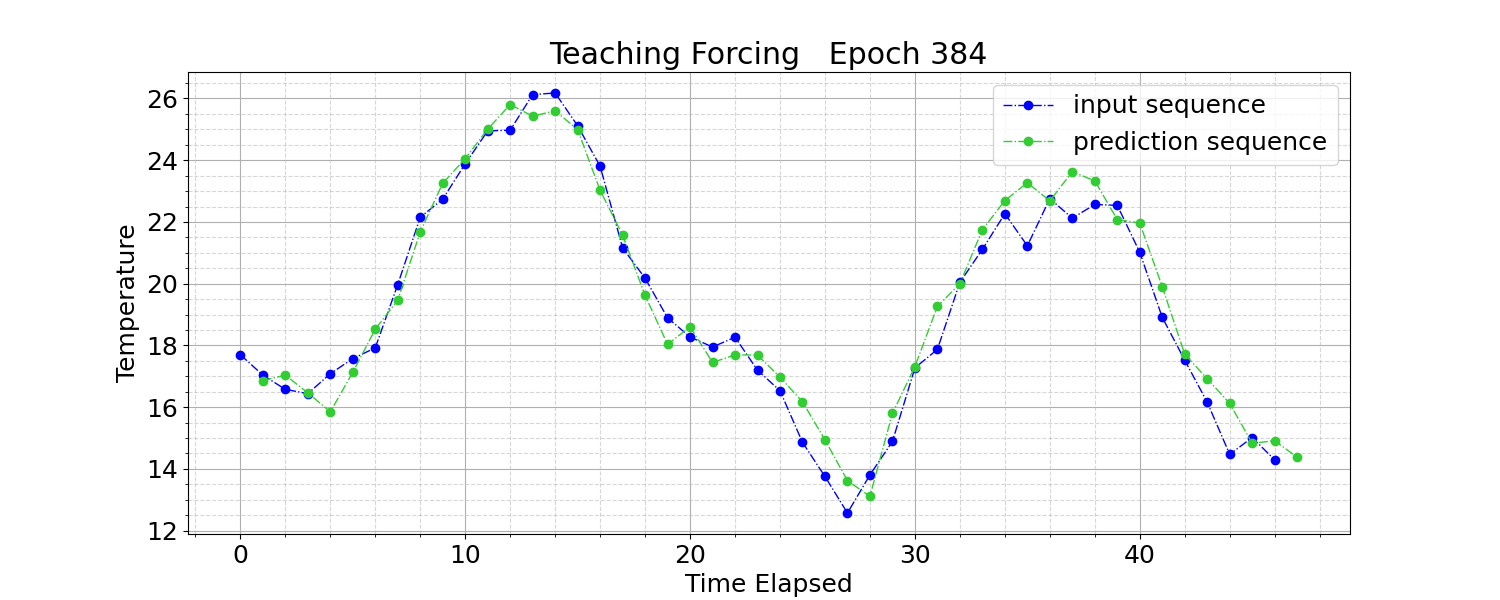 Teaching Forcing   Epoch 384
input sequence
prediction sequence
26
24
22
20
18
16
14
12
Temperature
0 10 20 30 40
Time Elapsed